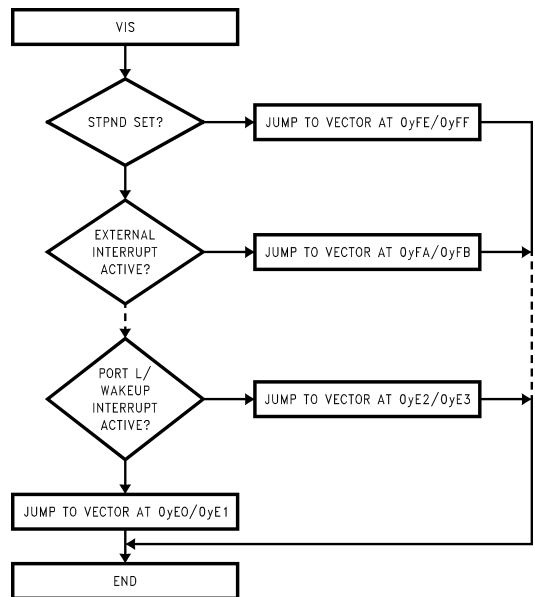 VIS
STPND SET?
JUMP TO VECTOR AT 0yFE/0yFF
EXTERNAL
INTERRUPT
ACTIVE?
JUMP TO VECTOR AT 0yFA/0yFB
PORT L/
WAKEUP
INTERRUPT
ACTIVE?
JUMP TO VECTOR AT 0yE2/0yE3
JUMP TO VECTOR AT 0yE0/0yE1
END